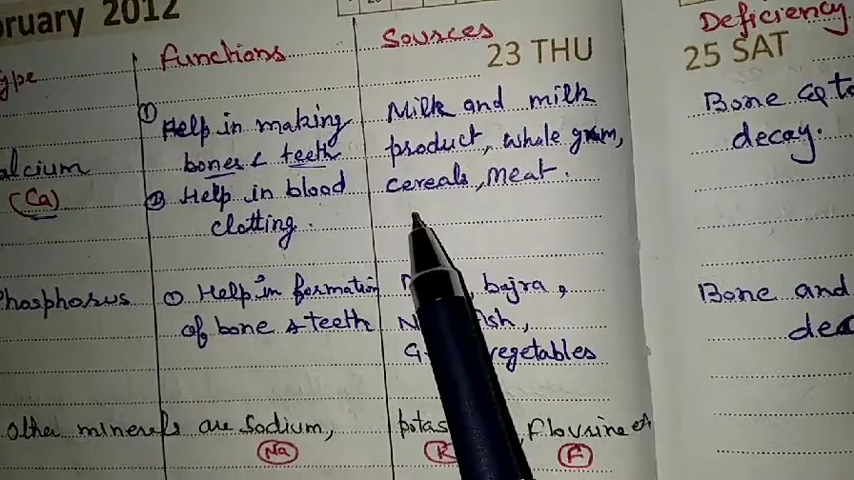 ruary 2012
Type Functions Sources Deficiency
23 THU
25 SAT
① Help in making
bones & teeth
② Help in blood
clotting.
alcium
(Ca)
Milk and milk
product, whole gram,
cereals, meat.
Bone
decay.
Phosphorus
① Help in formation
of bone & teeth
bajra,
vegetables
Bone and
Other minerals are Sodium,
Na
K
F